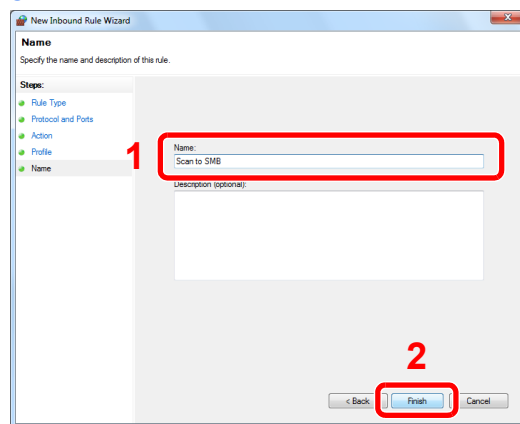 New Inbound Rule Wizard
Name
Specify the name and description of this rule.
Steps:
Rule Type
Protocol and Ports
Action
Profile
Name
1
Name:
Scan to SMB
Description (optional):
2
< Back
Finish
Cancel